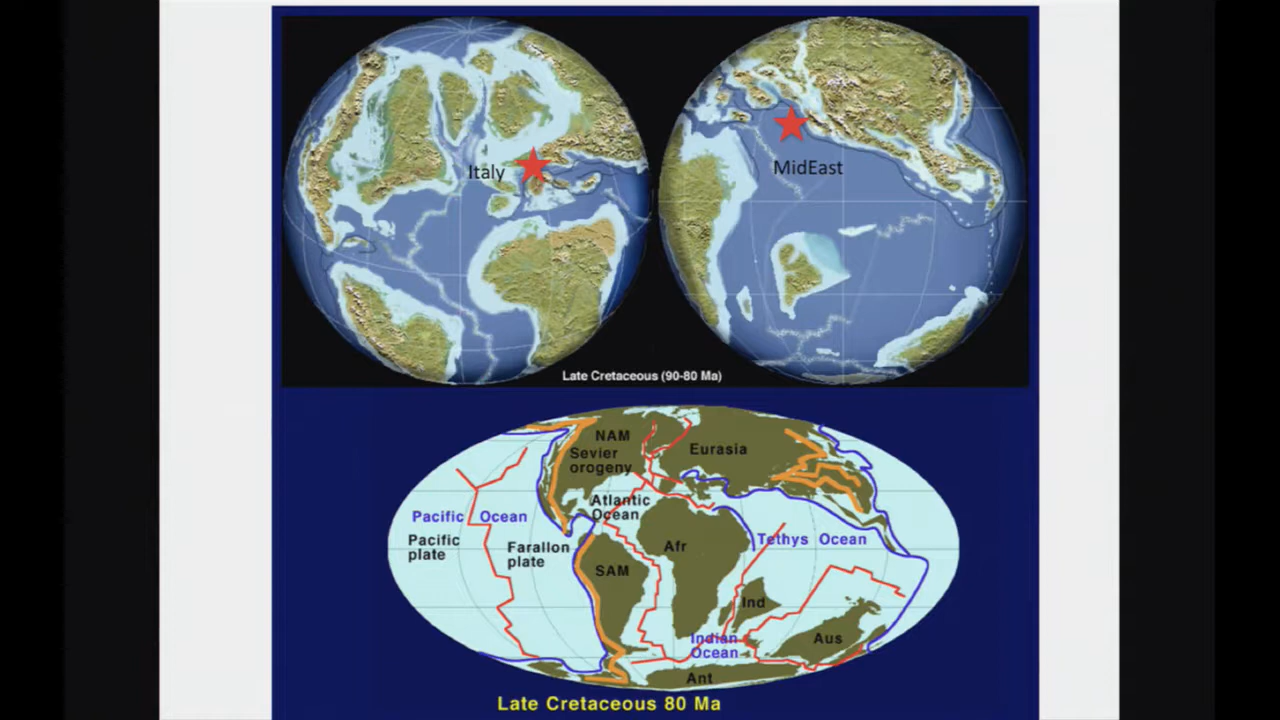 Italy
MidEast
Late Cretaceous (90-80 Ma)
NAM
Sevier
orogeny
Eurasia
Atlantic
Ocean
Pacific Ocean
Pacific
plate
Farallon
plate
Afr
Tethys Ocean
SAM
Ind
Indian
Ocean
Aus
Ant
Late Cretaceous 80 Ma